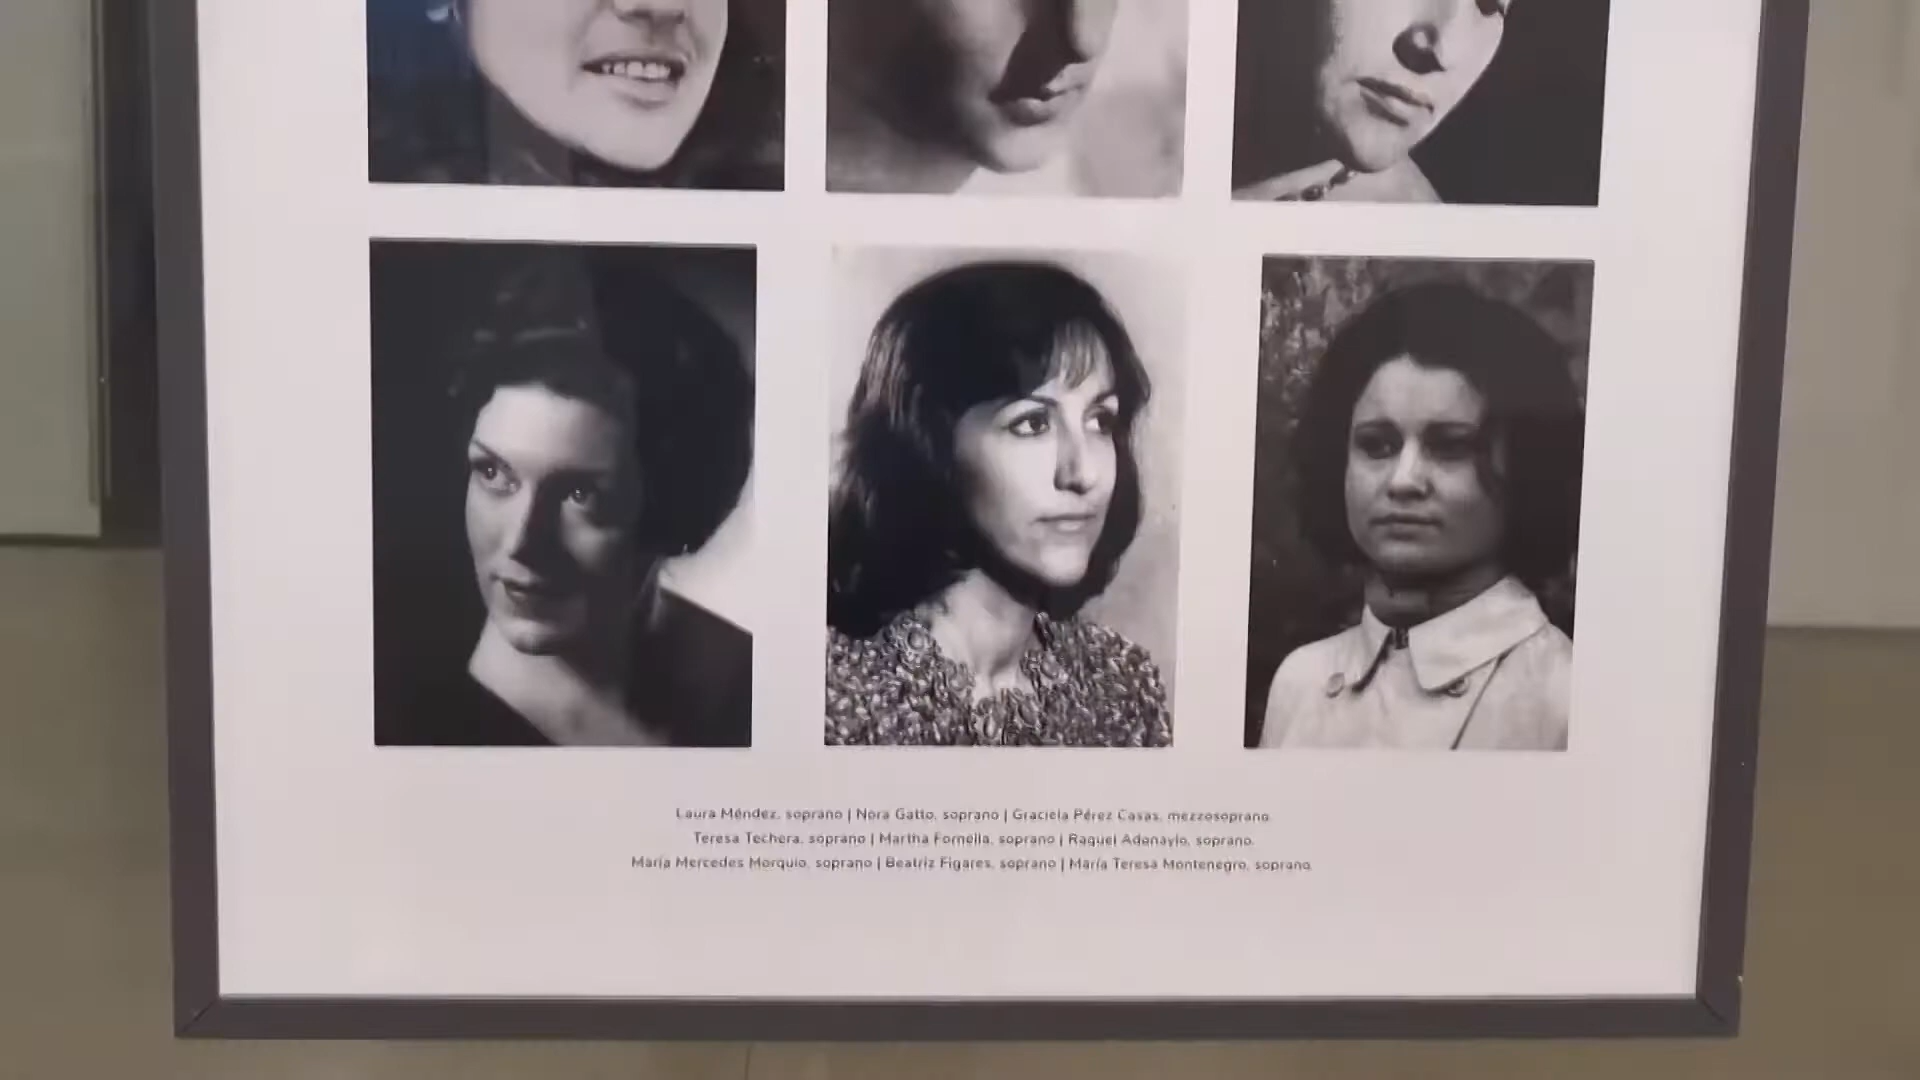 Laura Méndez, soprano | Nora Gatto, soprano | Graciela Pérez Casas, mezzosoprano.
Teresa Techera, soprano | Martha Fornella, soprano | Raquel Adonaylo, soprano.
María Mercedes Morquio, soprano | Beatriz Figares, soprano | María Teresa Montenegro, soprano.